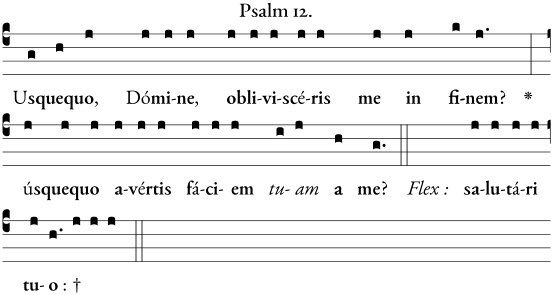 Psalm 12.
Usquequo, Dómi-ne, obli-vi-scé-ris me in fi-nem? *
úsquequo a-vértis fá-ci-em tu-am a me? Flex : sa-lu-tá-ri
tu-o : †